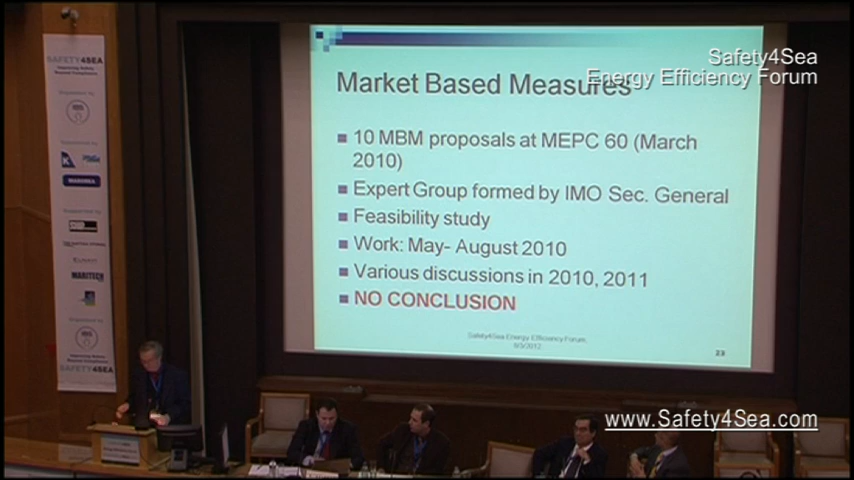 SAFETY4SEA
Safety4Sea
Energy Efficiency Forum
Market Based Measures
10 MBM proposals at MEPC 60 (March
2010)
Expert Group formed by IMO Sec. General
Feasibility study
Work: May- August 2010
Various discussions in 2010, 2011
NO CONCLUSION
Safety4Sea Energy Efficiency Forum,
23
MARITECH
SAFETY4SEA
www.Safety4Sea.com